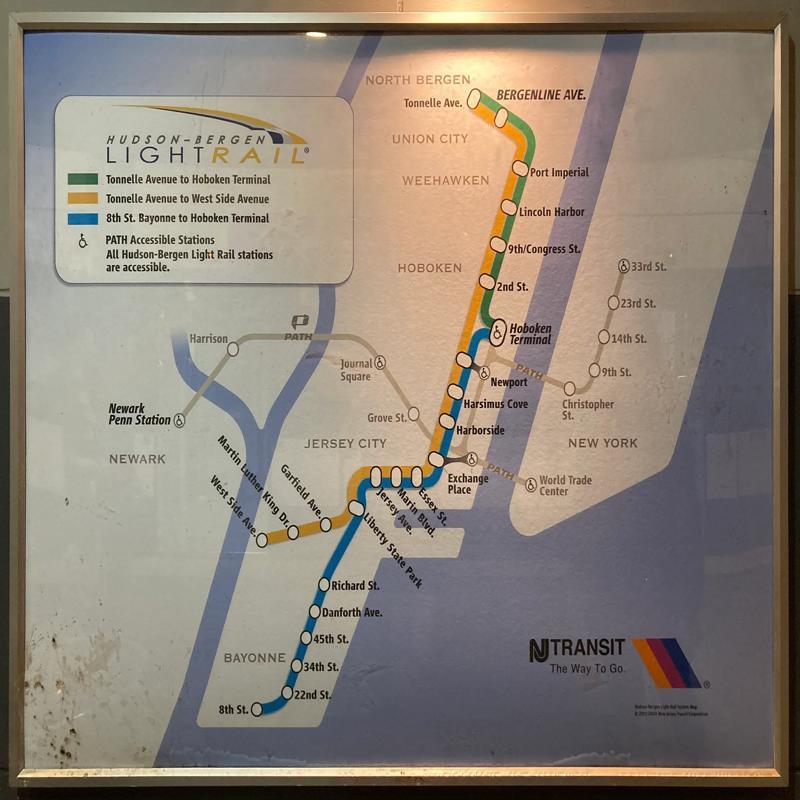 NORTH BERGEN
Tonnelle Ave.
BERGENLINE AVE.
HUDSON-BERGEN
LIGHTRAIL®
Tonnelle Avenue to Hoboken Terminal
Tonnelle Avenue to West Side Avenue
8th St. Bayonne to Hoboken Terminal
PATH Accessible Stations
All Hudson-Bergen Light Rail stations
are accessible.
UNION CITY
WEEHAWKEN
Port Imperial
Lincoln Harbor
9th/Congress St.
HOBOKEN
2nd St.
33rd St.
23rd St.
14th St.
9th St.
Christopher
St.
Hoboken
Terminal
PATH
Harrison
Journal
Square
Newport
PATH
Newark
Penn Station
NEWARK
Grove St.
Harsimus Cove
Harborside
JERSEY CITY
NEW YORK
Exchange
Place
PATH
World Trade
Center
Martin Luther King Dr.
Garfield Ave.
West Side Ave.
Essex St.
Marin Blvd.
Jersey Ave.
Liberty State Park
Richard St.
Danforth Ave.
45th St.
BAYONNE
34th St.
22nd St.
8th St.
NJ TRANSIT
The Way To Go.
®
Hudson-Bergen Light Rail System Map